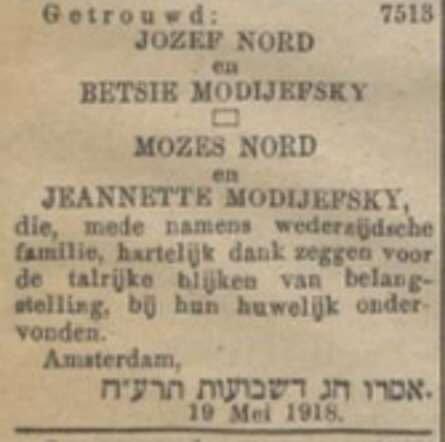 Getrouwd: 7513
JOZEF NORD
en
BETSIE MODIJEFSKY
MOZES NORD
en
JEANNETTE MODIJEFSKY,
die, mede namens wederzijdsche
familie, hartelijk dank zeggen voor
de talrijke blijken van belang-
stelling, bij hun huwelijk onder-
vonden.
Amsterdam,
אסרו חג דשבועות תרע״ח.
19 Mei 1918.